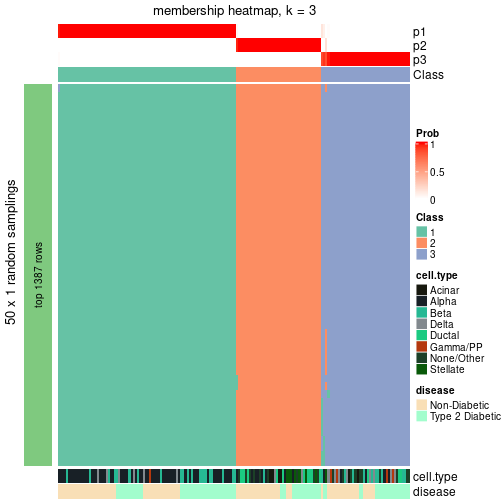 membership heatmap, k = 3
p1
p2
p3
Class
50 x 1 random samplings
top 1387 rows
Prob
1
0.5
0
Class
1
2
3
cell.type
Acinar
Alpha
Beta
Delta
Ductal
Gamma/PP
None/Other
Stellate
disease
Non-Diabetic
Type 2 Diabetic
cell.type
disease